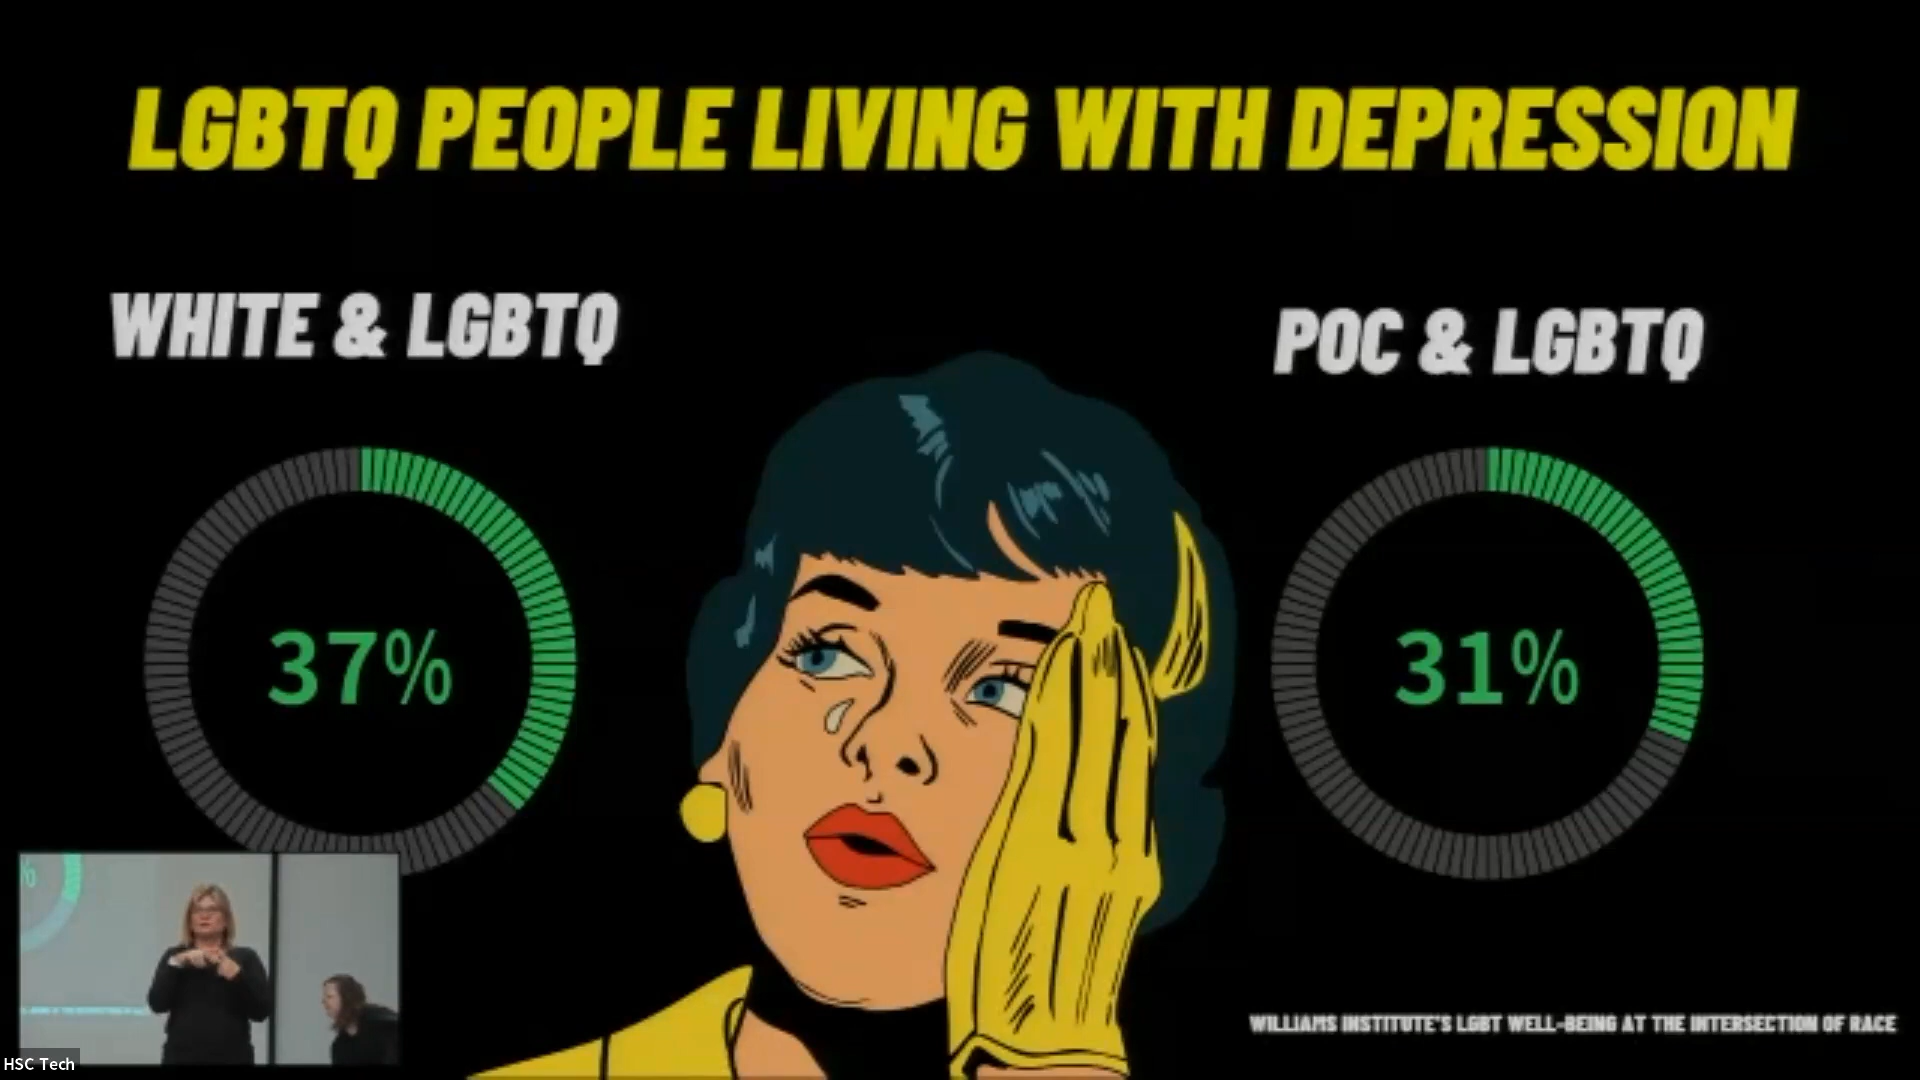 LGBTQ PEOPLE LIVING WITH DEPRESSION
WHITE & LGBTQ
POC & LGBTQ
37%
31%
WILLIAMS INSTITUTE'S LGBT WELL-BEING AT THE INTERSECTION OF RACE
HSC Tech